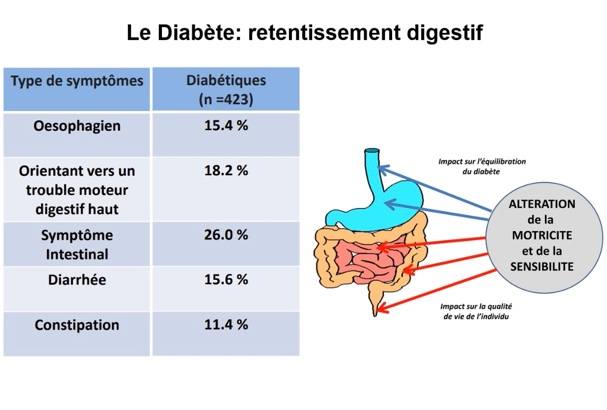 Le Diabète: retentissement digestif
Type de symptômes
Diabétiques
(n =423)
Oesophagien
15.4 %
Orientant vers un
trouble moteur
digestif haut
18.2 %
Symptôme
Intestinal
26.0 %
Diarrhée
15.6 %
Constipation
11.4 %
Impact sur l’équilibration
du diabète
ALTERATION
de la
MOTRICITE
et de la
SENSIBILITE
Impact sur la qualité
de vie de l’individu